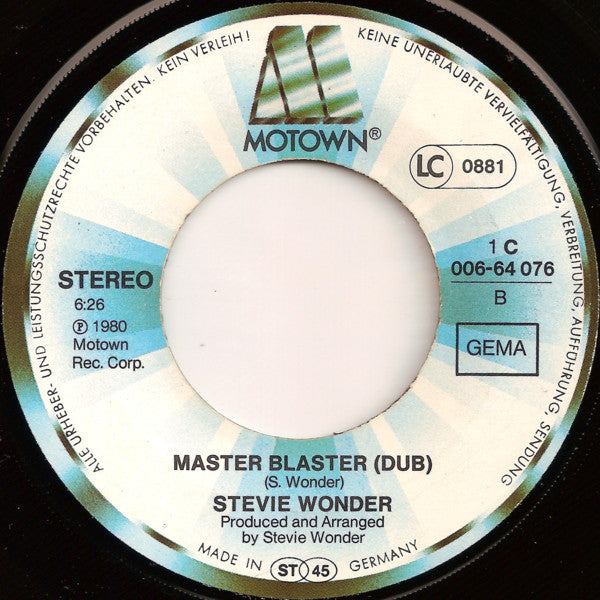 ALLE URHEBER- UND LEISTUNGSSCHUTZRECHTE VORBEHALTEN. KEIN VERLEIH! KEINE UNERLAUBTE VERVIELFÄLTIGUNG, VERBREITUNG, AUFFÜHRUNG, SENDUNG
MOTOWN®
LC 0881
STEREO
6:26
℗ 1980
Motown
Rec. Corp.
1 C
006-64 076
B
GEMA
MASTER BLASTER (DUB)
(S. Wonder)
STEVIE WONDER
Produced and Arranged
by Stevie Wonder
MADE IN ST 45 GERMANY